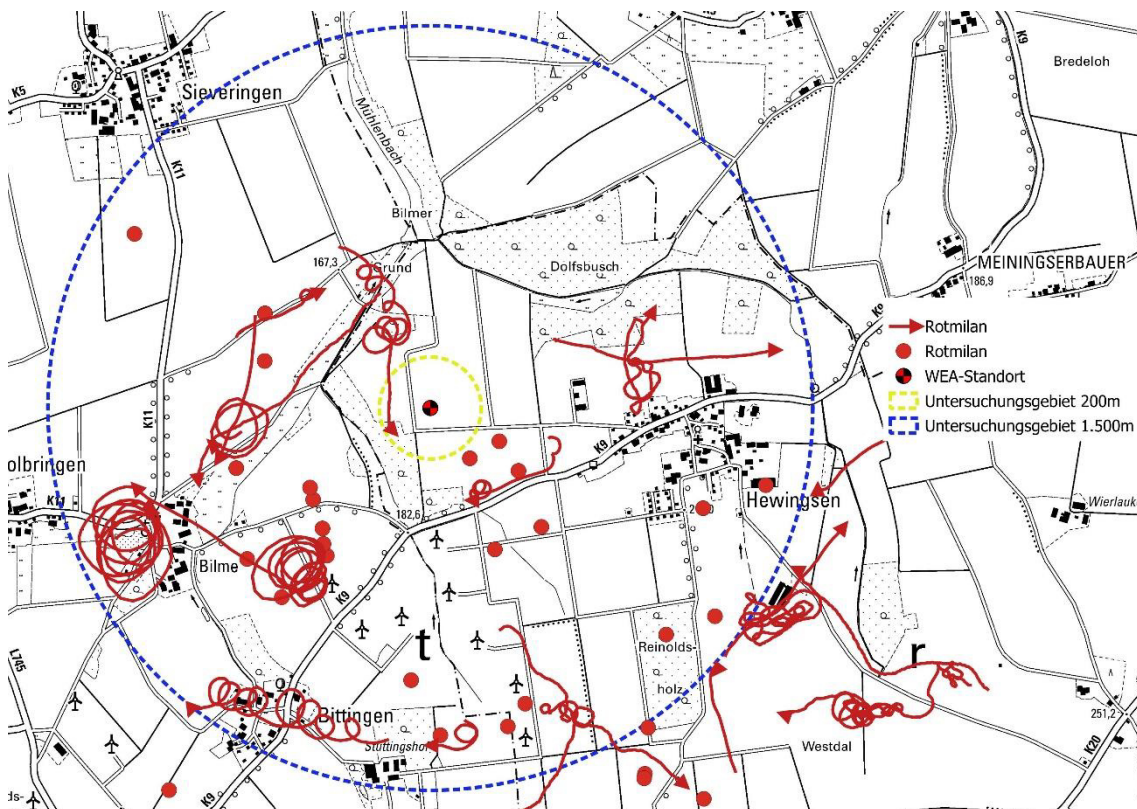 K5
K9
Bredeloh
Sieveringen
K11
Mühlenbach
Bilmer
167,3
Grund
Dolfsbusch
MEININGSERBAUER
186,9
Rotmilan
Rotmilan
WEA-Standort
Untersuchungsgebiet 200m
Untersuchungsgebiet 1.500m
K11
K9
olbringen
Wierlauk
Hewingsen
182,6
Bilme
K9
t
r
L745
Reinolds-
holz
Bittingen
Stüttingshof
Westdal
251,2
K20
K9
ds-